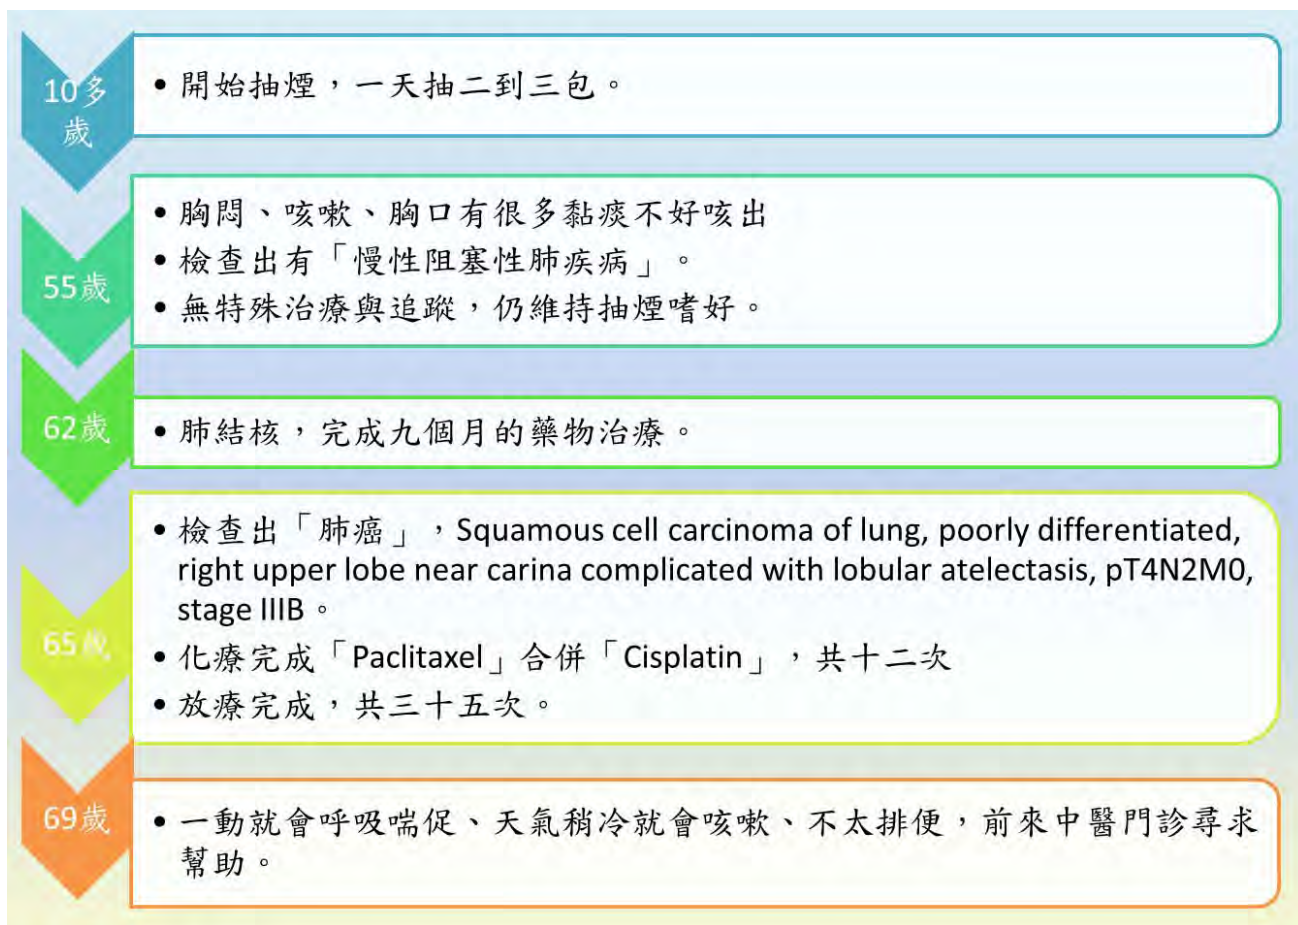 10多
歲
• 開始抽煙，一天抽二到三包。
55歲
• 胸悶、咳嗽、胸口有很多黏痰不好咳出
• 檢查出有「慢性阻塞性肺疾病」。
• 無特殊治療與追蹤，仍維持抽煙嗜好。
62歲
• 肺結核，完成九個月的藥物治療。
65歲
• 檢查出「肺癌」，Squamous cell carcinoma of lung, poorly differentiated,
right upper lobe near carina complicated with lobular atelectasis, pT4N2M0,
stage IIIB。
• 化療完成「Paclitaxel」合併「Cisplatin」，共十二次
• 放療完成，共三十五次。
69歲
• 一動就會呼吸喘促、天氣稍冷就會咳嗽、不太排便，前來中醫門診尋求
幫助。